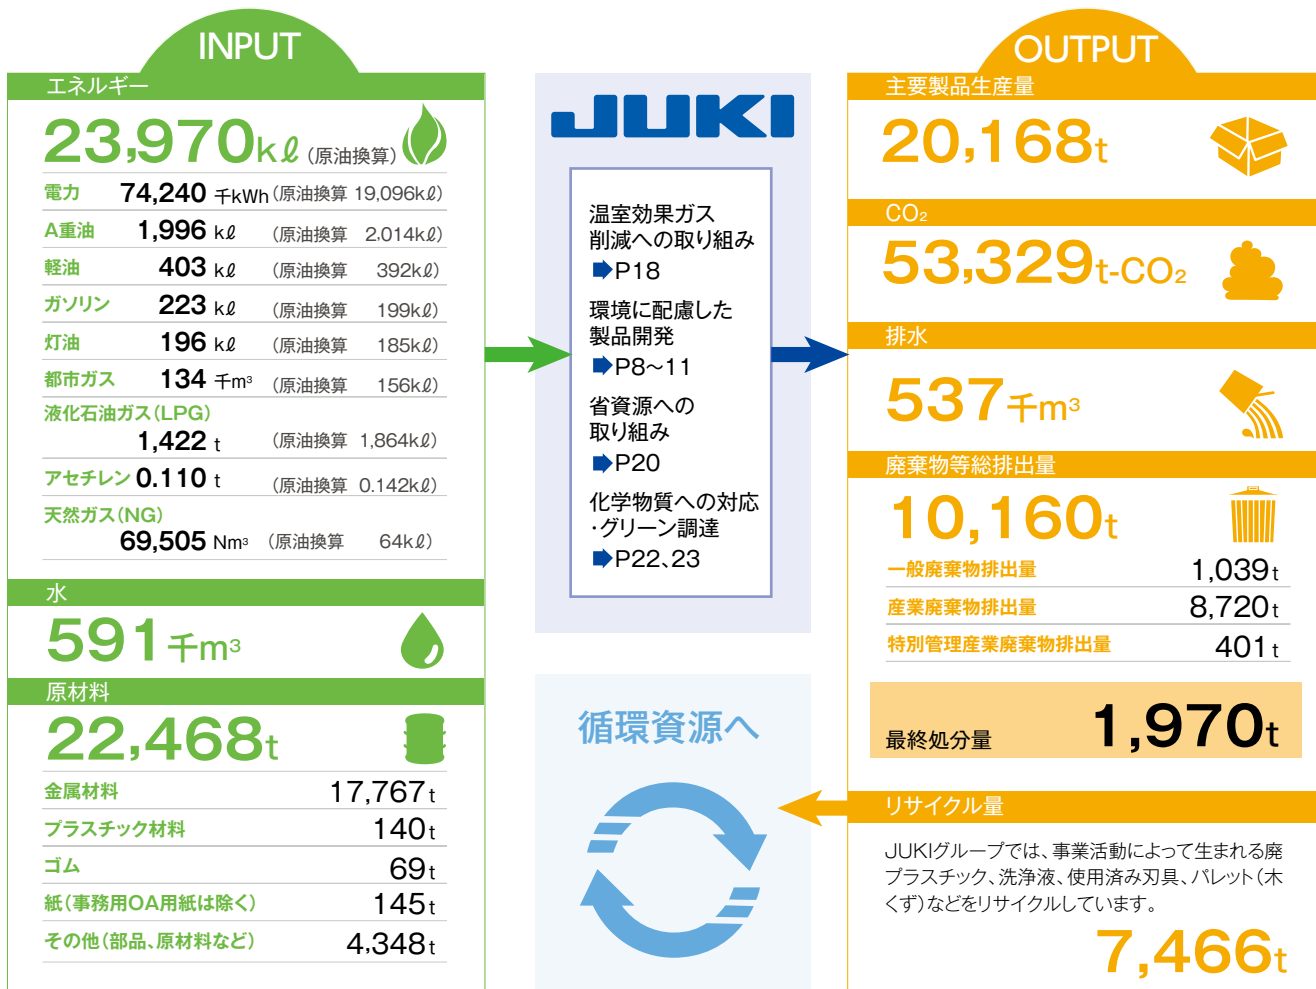 INPUT
エネルギー
23,970kℓ(原油換算)
電力 74,240 千kWh(原油換算 19,096kℓ)
A重油 1,996 kℓ (原油換算 2.014kℓ)
軽油 403 kℓ (原油換算 392kℓ)
ガソリン 223 kℓ (原油換算 199kℓ)
灯油 196 kℓ (原油換算 185kℓ)
都市ガス 134 千m³ (原油換算 156kℓ)
液化石油ガス(LPG)
1,422 t (原油換算 1,864kℓ)
アセチレン 0.110 t (原油換算 0.142kℓ)
天然ガス(NG)
69,505 Nm³ (原油換算 64kℓ)
水
591千m³
原材料
22,468t
金属材料 17,767t
プラスチック材料 140t
ゴム 69t
紙(事務用OA用紙は除く) 145t
その他(部品、原材料など) 4,348t
JUKI
温室効果ガス
削減への取り組み
P18
環境に配慮した
製品開発
P8〜11
省資源への
取り組み
P20
化学物質への対応
・グリーン調達
P22、23
循環資源へ
OUTPUT
主要製品生産量
20,168t
CO₂
53,329t-CO₂
排水
537千m³
廃棄物等総排出量
10,160t
一般廃棄物排出量 1,039t
産業廃棄物排出量 8,720t
特別管理産業廃棄物排出量 401t
最終処分量 1,970t
リサイクル量
JUKIグループでは、事業活動によって生まれる廃
プラスチック、洗浄液、使用済み刃具、パレット(木
くず)などをリサイクルしています。
7,466t